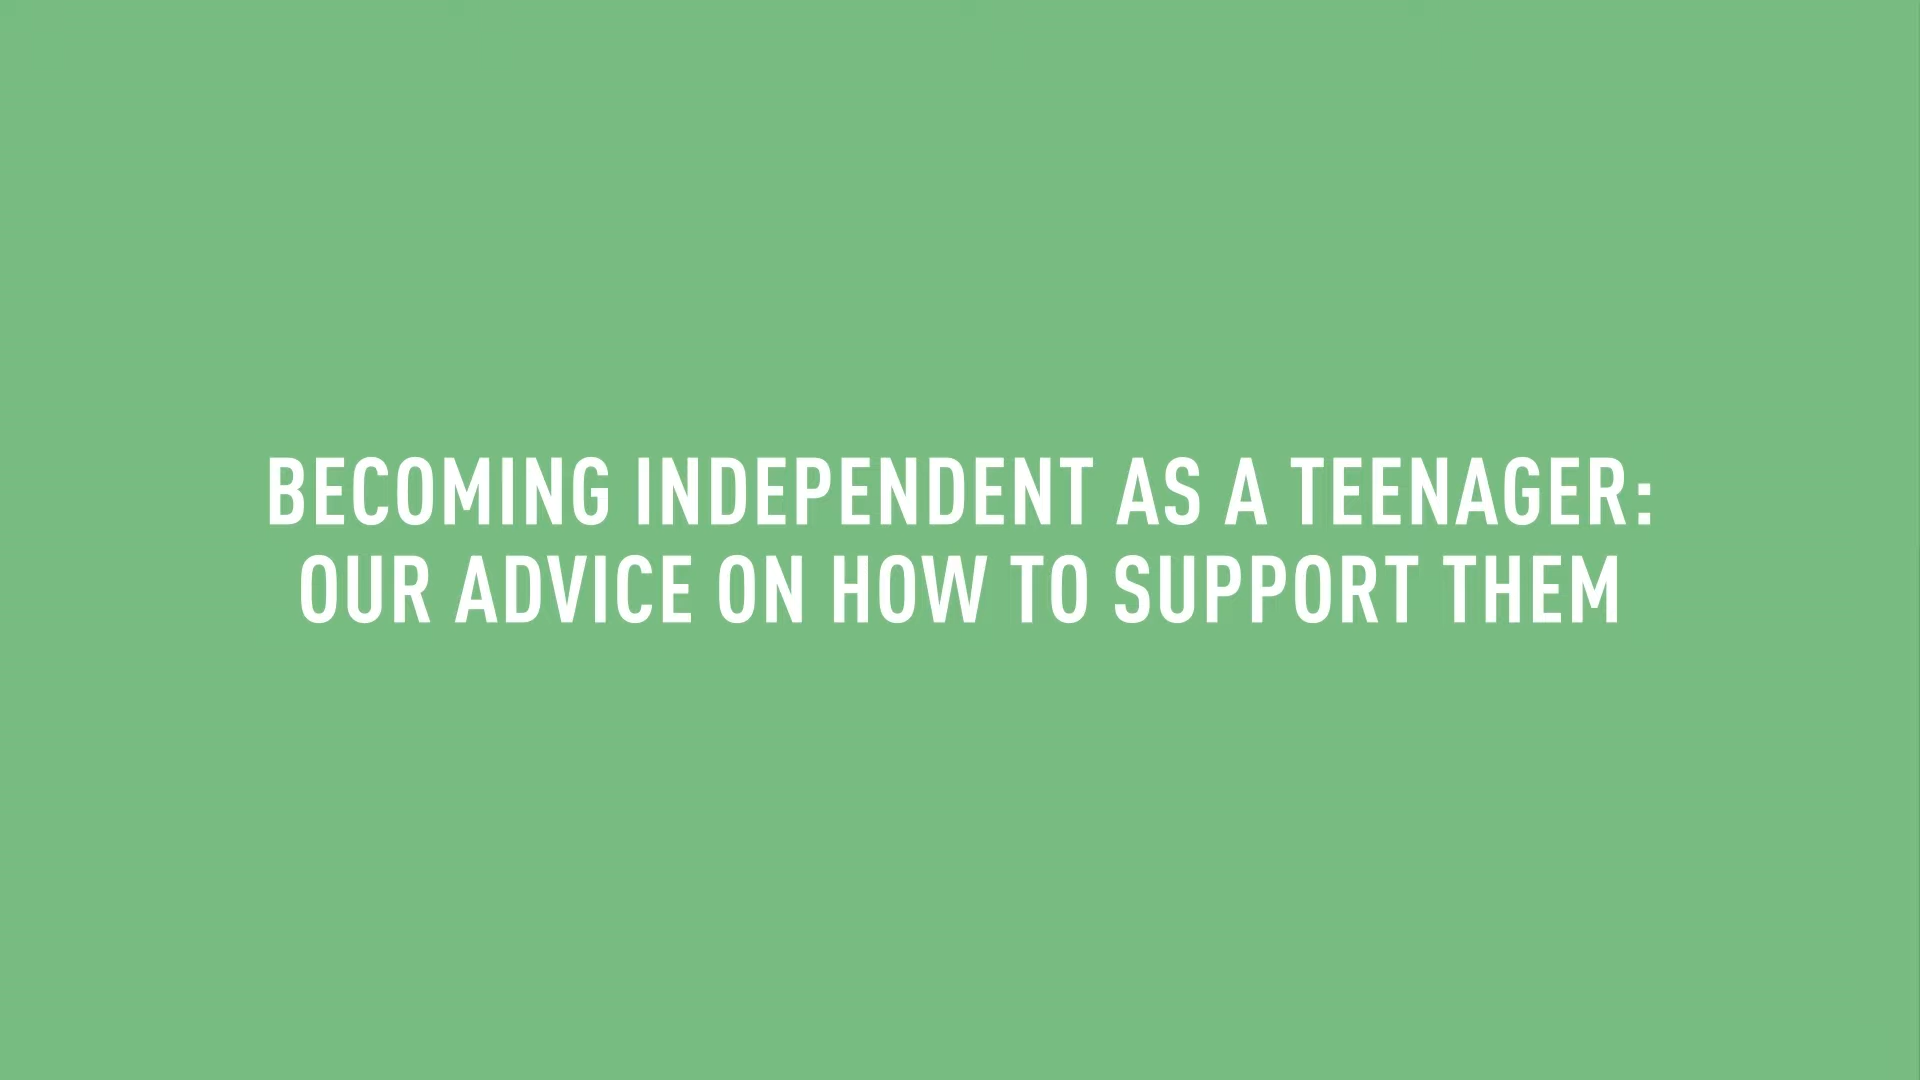 BECOMING INDEPENDENT AS A TEENAGER:
OUR ADVICE ON HOW TO SUPPORT THEM